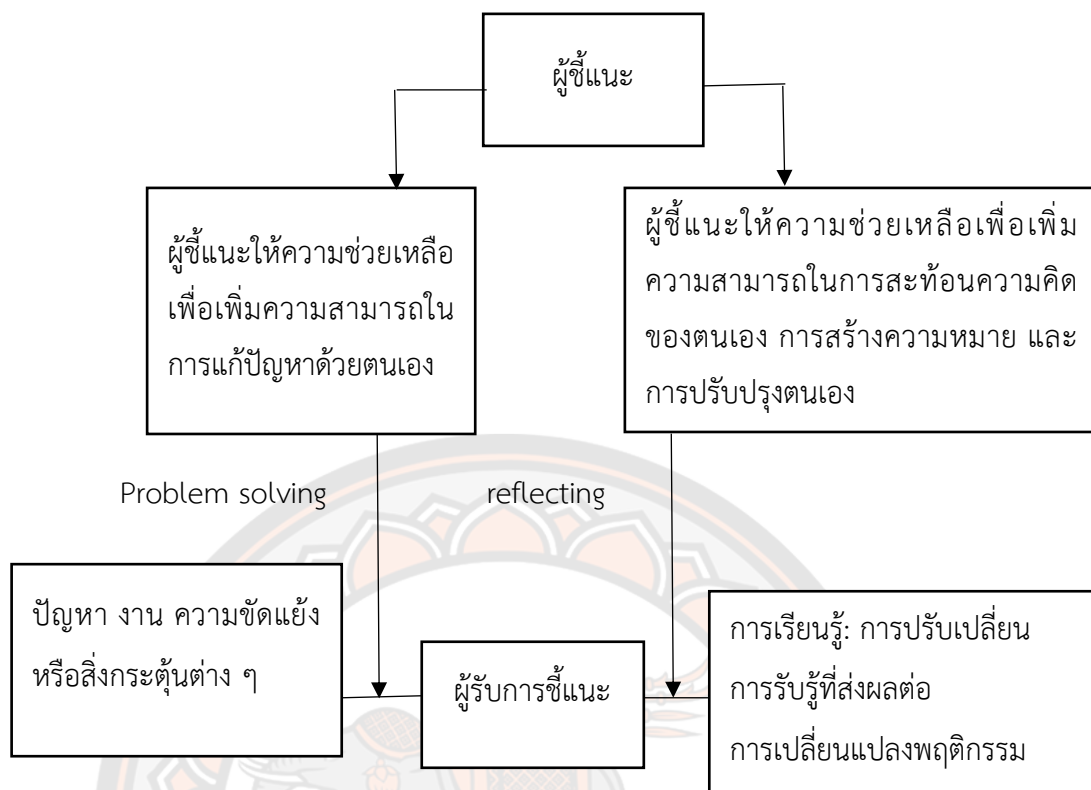 ผู้ชี้แนะ
ผู้ชี้แนะให้ความช่วยเหลือ
เพื่อเพิ่มความสามารถใน
การแก้ปัญหาด้วยตนเอง
ผู้ชี้แนะให้ความช่วยเหลือเพื่อเพิ่ม
ความสามารถในการสะท้อนความคิด
ของตนเอง การสร้างความหมาย และ
การปรับปรุงตนเอง
Problem solving
reflecting
ปัญหา งาน ความขัดแย้ง
หรือสิ่งกระตุ้นต่าง ๆ
ผู้รับการชี้แนะ
การเรียนรู้: การปรับเปลี่ยน
การรับรู้ที่ส่งผลต่อ
การเปลี่ยนแปลงพฤติกรรม